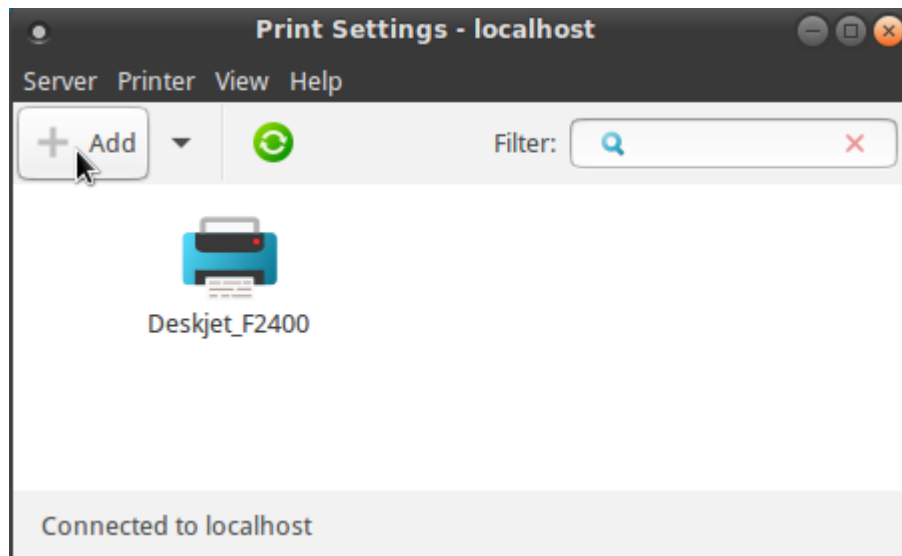 Print Settings - localhost
Server Printer View Help
Add Filter:
Deskjet_F2400
Connected to localhost